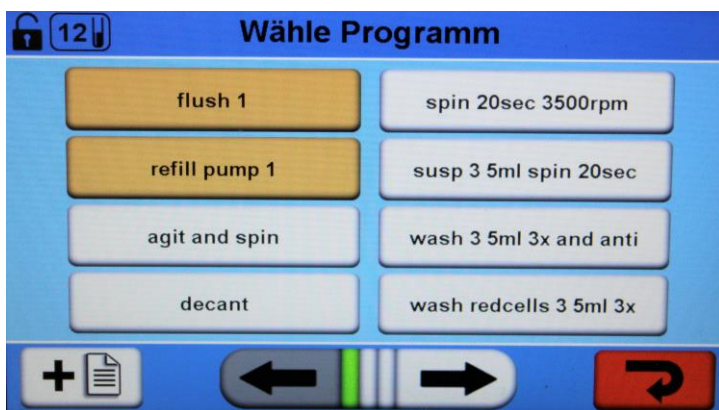 12
Wähle Programm
flush 1
spin 20sec 3500rpm
refill pump 1
susp 3 5ml spin 20sec
agit and spin
wash 3 5ml 3x and anti
decant
wash redcells 3 5ml 3x